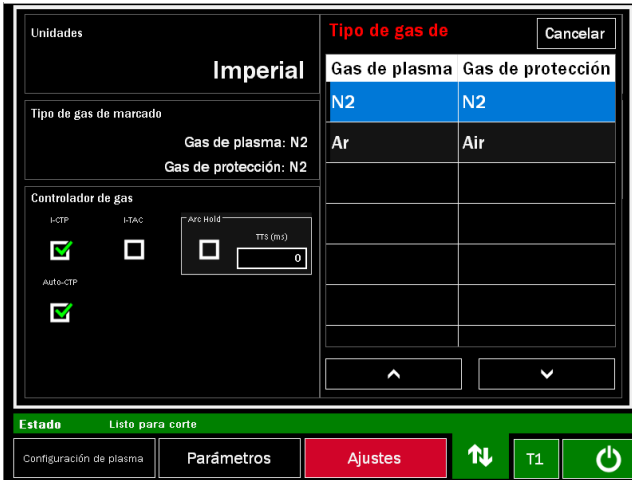 Unidades
Imperial
Tipo de gas de marcado
Gas de plasma: N2
Gas de protección: N2
Controlador de gas
I-CTP
I-TAC
Arc Hold
TTS (ms)
0
Auto-CTP
Tipo de gas de
Cancelar
Gas de plasma Gas de protección
N2 N2
Ar Air
Estado Listo para corte
Configuración de plasma
Parámetros
Ajustes
T1